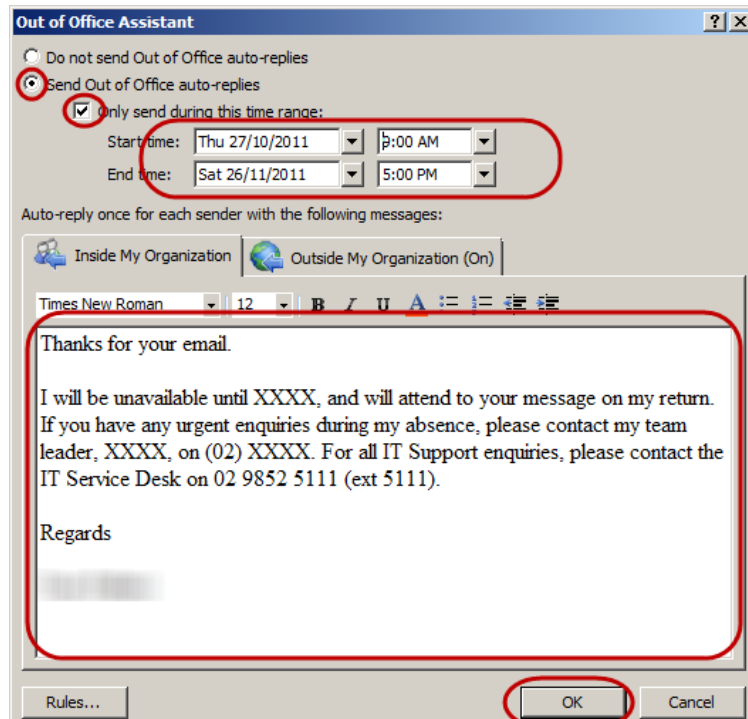 Out of Office Assistant
Do not send Out of Office auto-replies
Send Out of Office auto-replies
Only send during this time range:
Start time: Thu 27/10/2011 9:00 AM
End time: Sat 26/11/2011 5:00 PM
Auto-reply once for each sender with the following messages:
Inside My Organization Outside My Organization (On)
Times New Roman 12 B I U A
Thanks for your email.
I will be unavailable until XXXX, and will attend to your message on my return.
If you have any urgent enquiries during my absence, please contact my team
leader, XXXX, on (02) XXXX. For all IT Support enquiries, please contact the
IT Service Desk on 02 9852 5111 (ext 5111).
Regards
Rules... OK Cancel